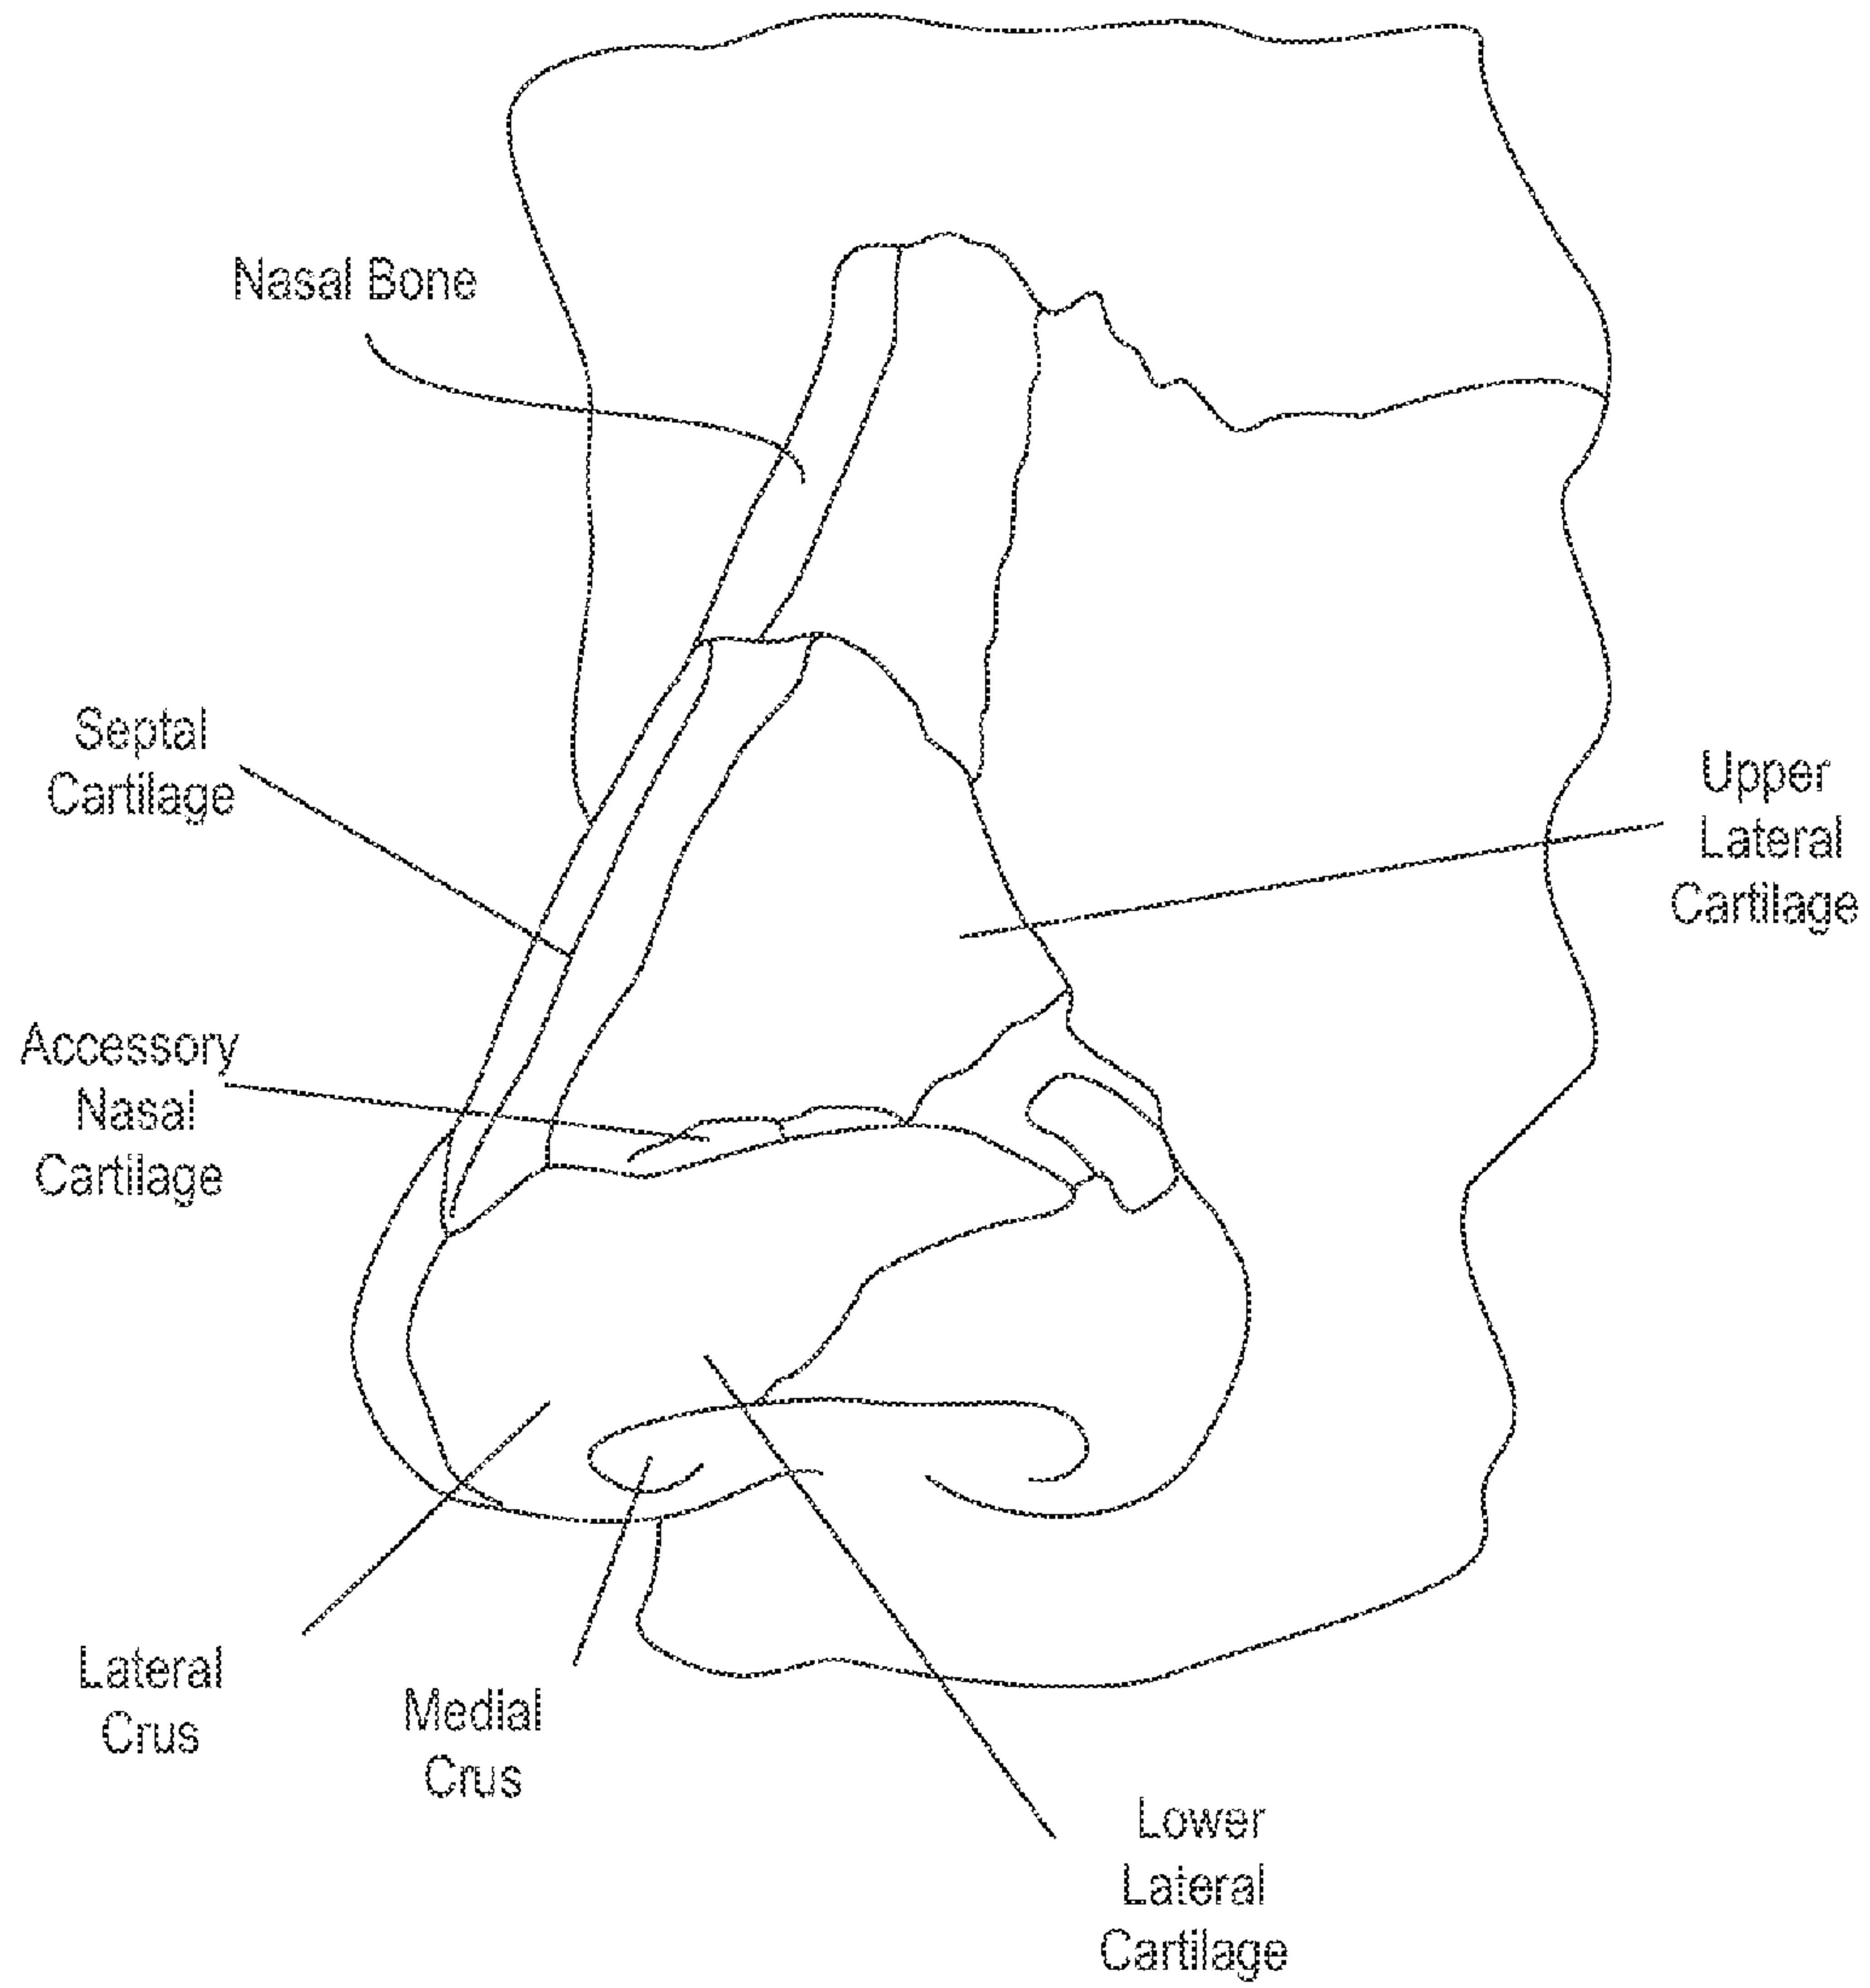 Nasal Bone
Septal
Cartilage
Upper
Lateral
Cartilage
Accessory
Nasal
Cartilage
Lateral
Crus
Medial
Crus
Lower
Lateral
Cartilage